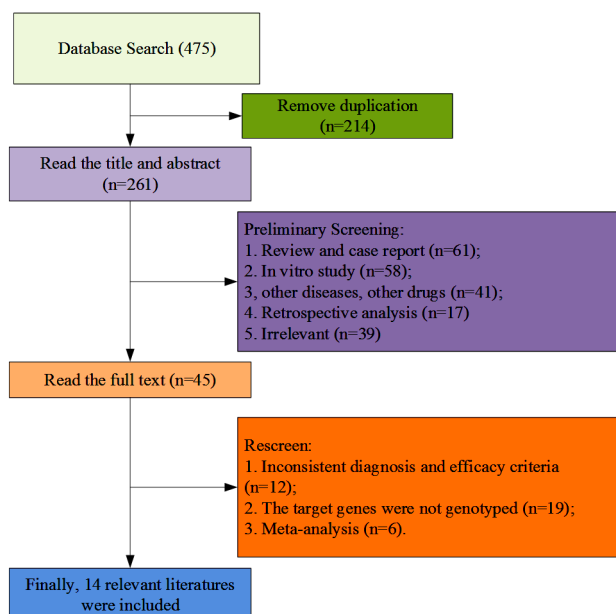 Database Search (475)
Remove duplication
(n=214)
Read the title and abstract
(n=261)
Preliminary Screening:
1. Review and case report (n=61);
2. In vitro study (n=58);
3, other diseases, other drugs (n=41);
4. Retrospective analysis (n=17)
5. Irrelevant (n=39)
Read the full text (n=45)
Rescreen:
1. Inconsistent diagnosis and efficacy criteria
(n=12);
2. The target genes were not genotyped (n=19);
3. Meta-analysis (n=6).
Finally, 14 relevant literatures
were included